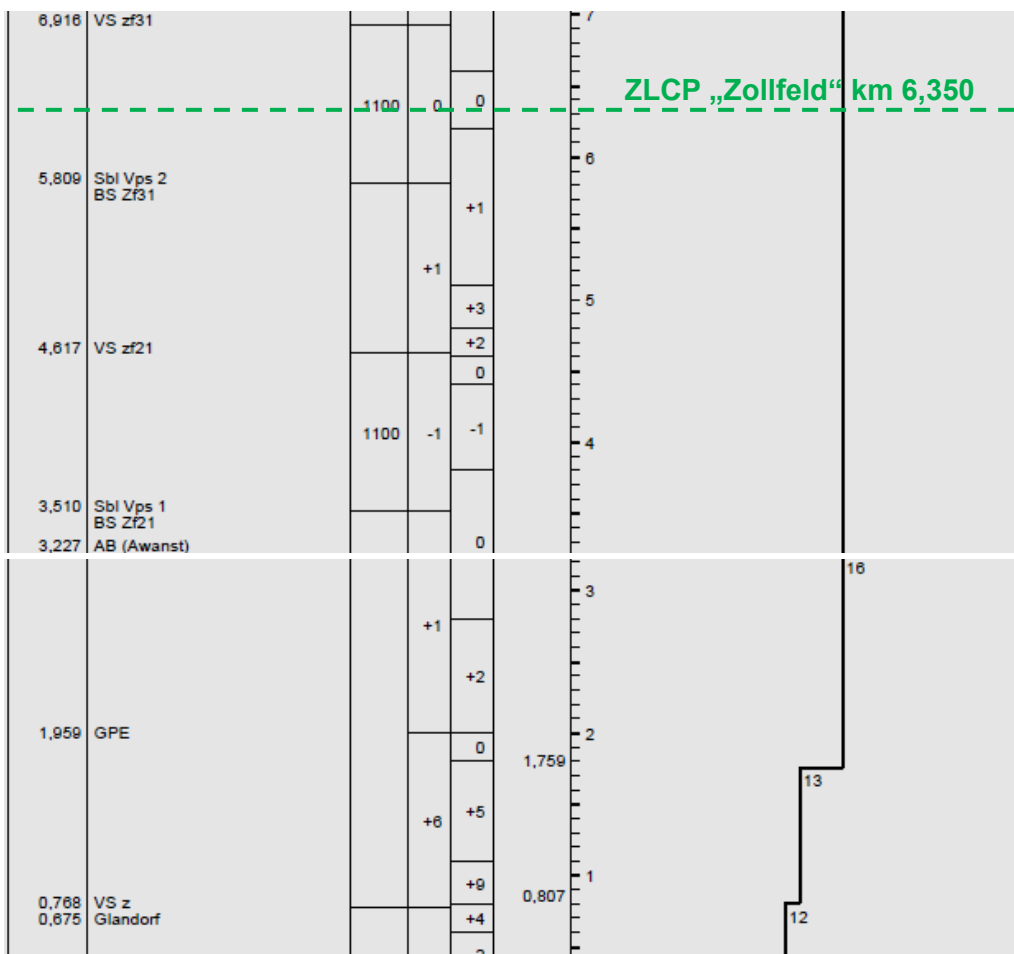 6,916 VS zf31
7
ZLCP „Zollfeld“ km 6,350
1100 0 0
6
5,809 Sbl Vps 2
BS Zf31
+1
+1
5
+3
4,617 VS zf21
+2
0
1100 -1 -1
4
3,510 Sbl Vps 1
BS Zf21
3,227 AB (Awanst)
0
16
3
+1
+2
1,959 GPE
2
0
1,759
13
+6 +5
1
+9
0,807
0,768 VS z
0,675 Glandorf
+4
12